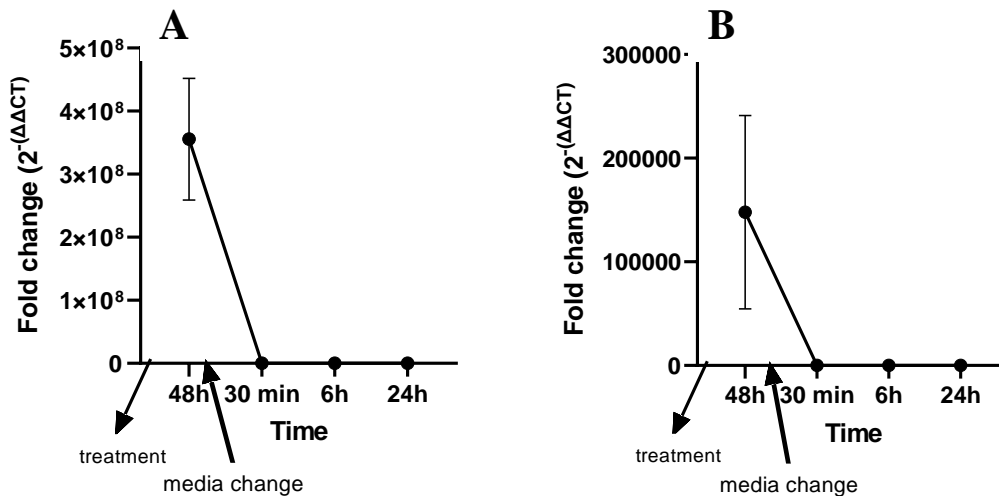 A
Fold change (2^-(ΔΔCT)
5×10⁸
4×10⁸
3×10⁸
2×10⁸
1×10⁸
0
48h 30 min 6h 24h
Time
treatment
media change
B
Fold change (2^-(ΔΔCT)
300000
200000
100000
0
48h 30 min 6h 24h
Time
treatment
media change